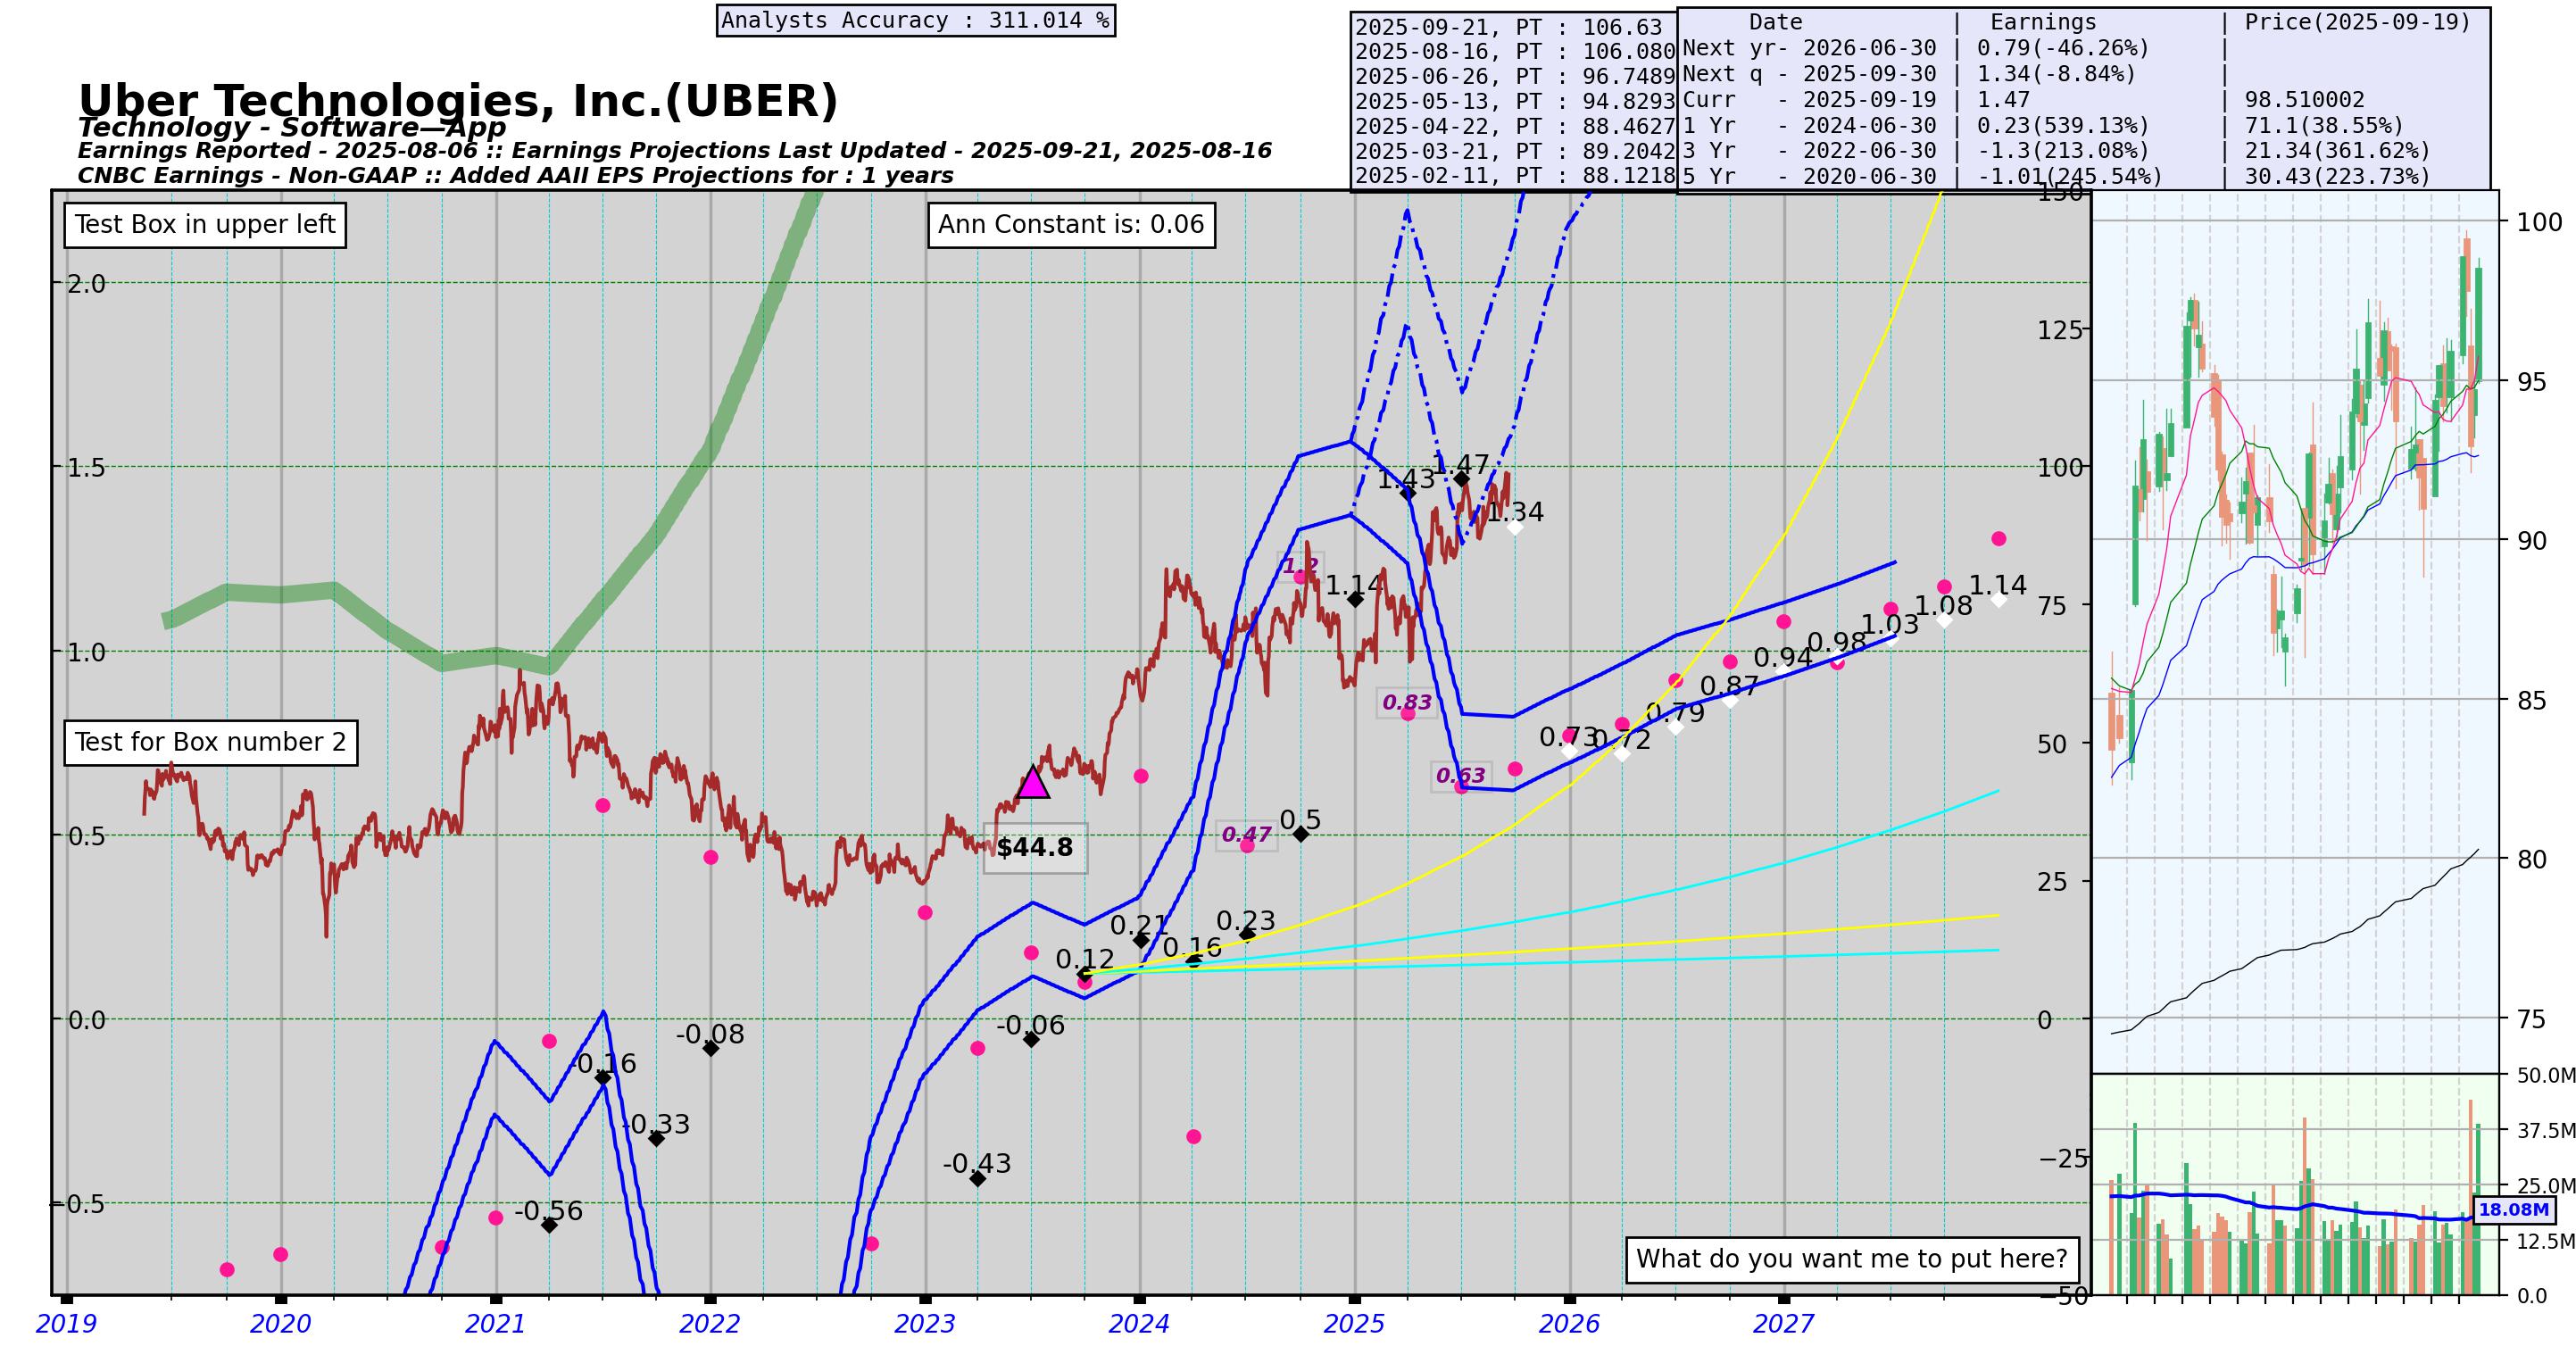 Analysts Accuracy : 311.014 %
2025-09-21, PT : 106.63
2025-08-16, PT : 106.080
2025-06-26, PT : 96.7489
2025-05-13, PT : 94.8293
2025-04-22, PT : 88.4627
2025-03-21, PT : 89.2042
2025-02-11, PT : 88.1218
Date | Earnings | Price(2025-09-19)
Next yr- 2026-06-30 | 0.79(-46.26%) |
Next q - 2025-09-30 | 1.34(-8.84%) |
Curr - 2025-09-19 | 1.47 | 98.510002
1 Yr - 2024-06-30 | 0.23(539.13%) | 71.1(38.55%)
3 Yr - 2022-06-30 | -1.3(213.08%) | 21.34(361.62%)
5 Yr - 2020-06-30 | -1.01(245.54%) | 30.43(223.73%)
Uber Technologies, Inc.(UBER)
Technology - Software—App
Earnings Reported - 2025-08-06 :: Earnings Projections Last Updated - 2025-09-21, 2025-08-16
CNBC Earnings - Non-GAAP :: Added AAII EPS Projections for : 1 years
Test Box in upper left
Ann Constant is: 0.06
Test for Box number 2
What do you want me to put here?
$44.8
2.0
1.5
1.0
0.5
0.0
−0.5
150
125
100
75
50
25
0
−25
−50
-0.56
-0.16
-0.33
-0.08
-0.43
-0.06
0.12
0.21
0.16
0.23
0.47
0.5
1.2
1.14
1.43
0.83
1.47
0.63
1.34
0.73
0.72
0.79
0.87
0.94
0.98
1.03
1.08
1.14
100
95
90
85
80
75
50.0M
37.5M
25.0M
18.08M
12.5M
0.0
2019
2020
2021
2022
2023
2024
2025
2026
2027